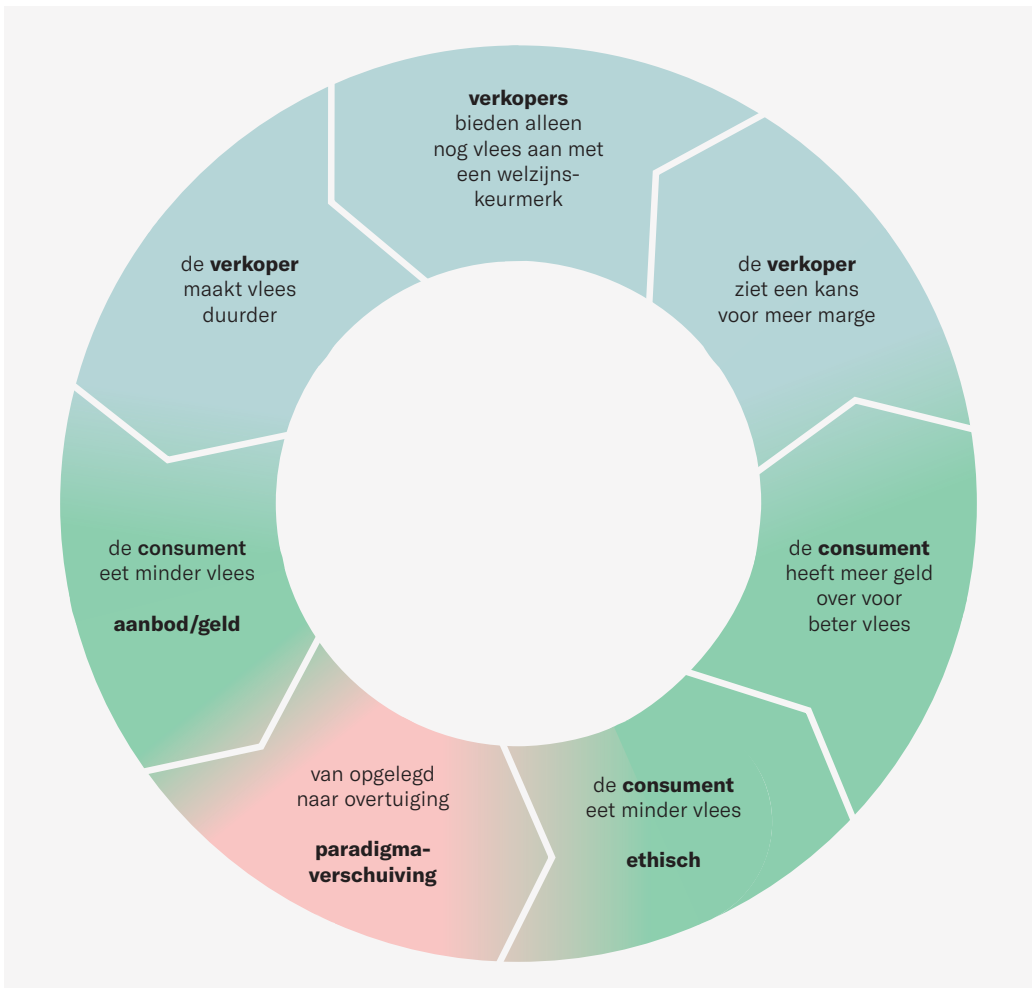 verkopers
bieden alleen
nog vlees aan met
een welzijns-
keurmerk
de verkoper
ziet een kans
voor meer marge
de consument
heeft meer geld
over voor
beter vlees
de consument
eet minder vlees
ethisch
van opgelegd
naar overtuiging
paradigma-
verschuiving
de consument
eet minder vlees
aanbod/geld
de verkoper
maakt vlees
duurder